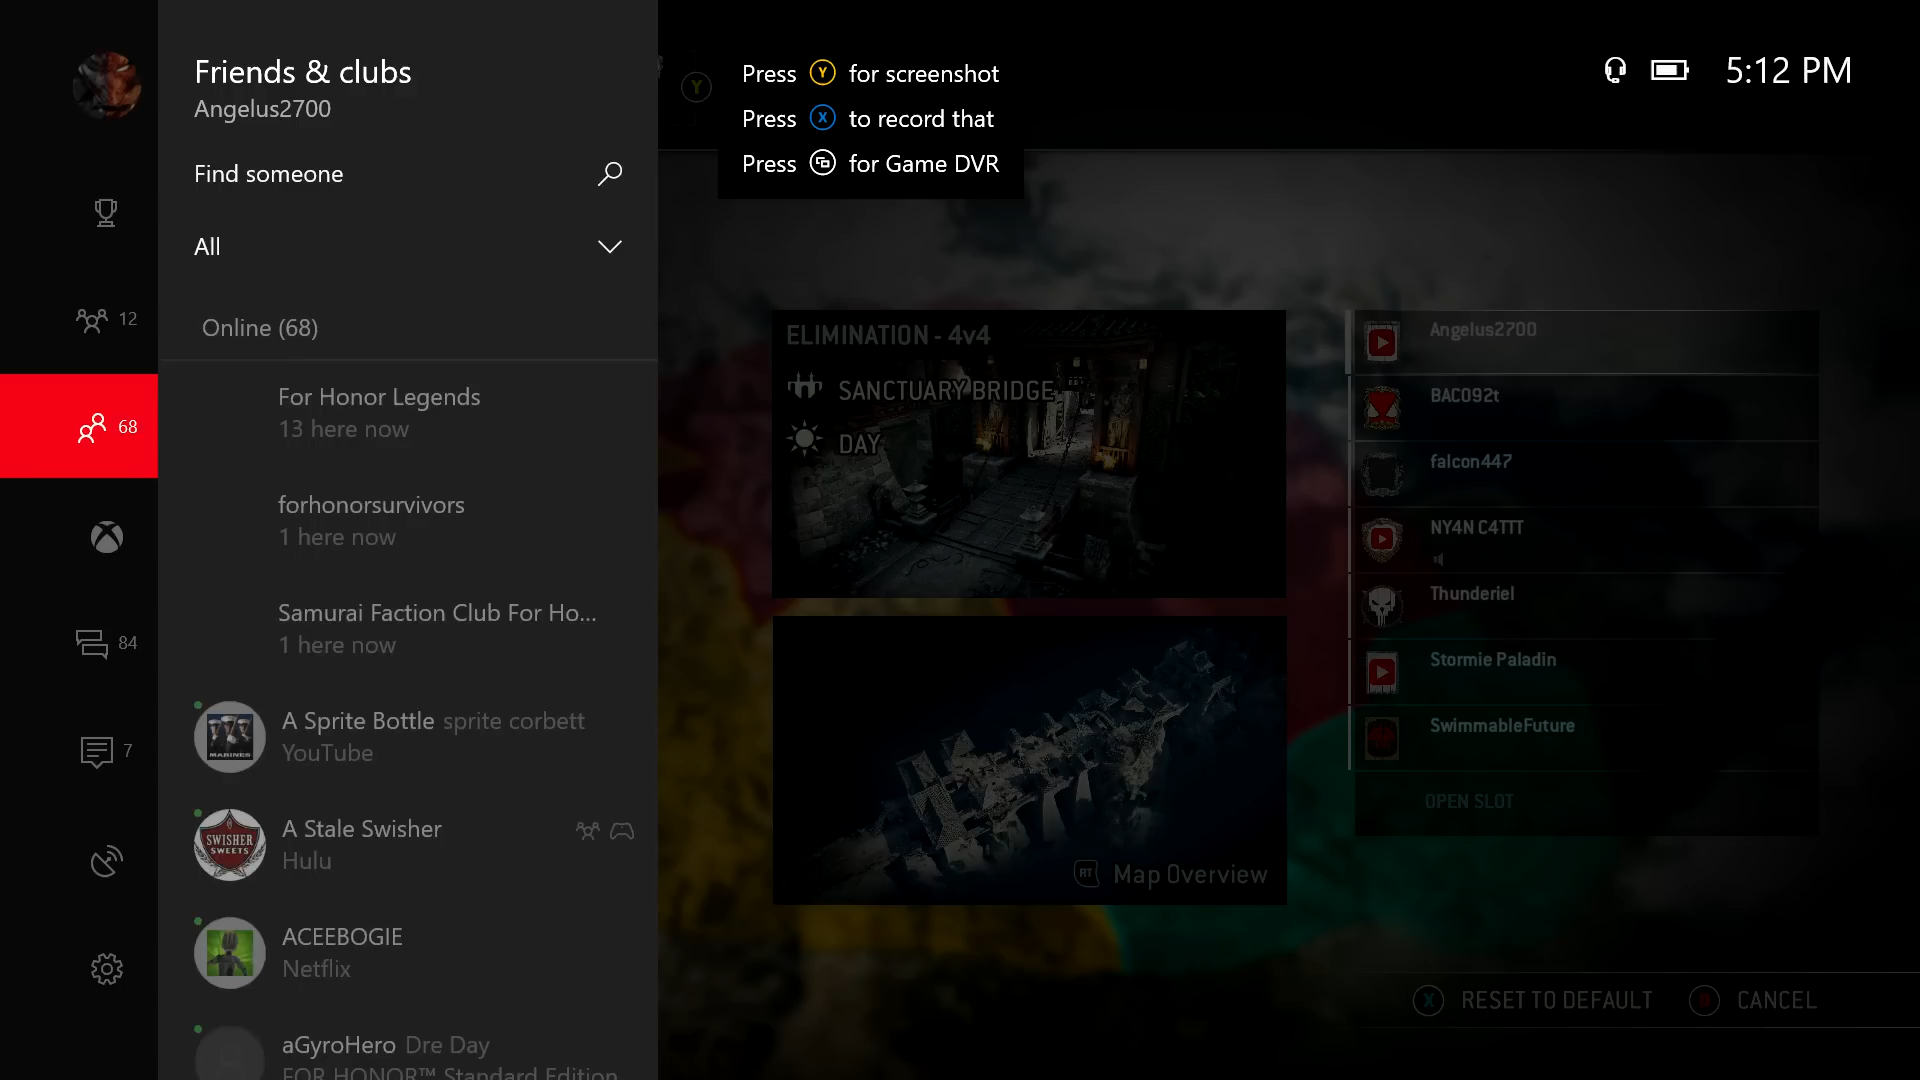 Friends & clubs
Angelus2700
Find someone
All
Online (68)
For Honor Legends
13 here now
forhonorsurvivors
1 here now
Samurai Faction Club For Ho...
1 here now
A Sprite Bottle sprite corbett
YouTube
MARINES
A Stale Swisher
Hulu
SWISHER
SWEETS
ACEEBOGIE
Netflix
aGyroHero Dre Day
FOR HONOR™ Standard Edition
12
68
84
7
Y
Press Y for screenshot
Press X to record that
Press for Game DVR
5:12 PM
ELIMINATION - 4v4
SANCTUARY BRIDGE
DAY
RT Map Overview
Angelus2700
BAC092t
falcon447
NY4N C4TTT
Thunderiel
Stormie Paladin
SwimmableFuture
OPEN SLOT
X RESET TO DEFAULT
B CANCEL